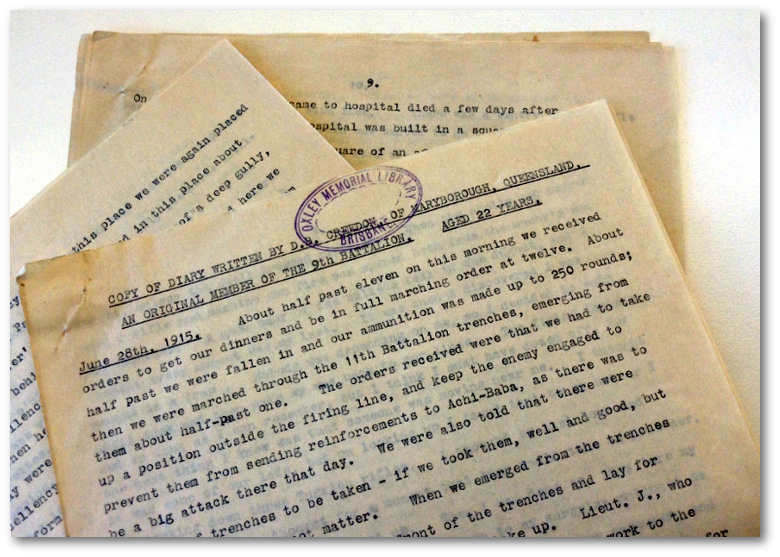 9.
On
came to hospital died a few days after
hospital was built in a
this place we were again placed
in this place about
of a deep gully,
here we
OXLEY MEMORIAL LIBRARY
BRISBANE
COPY OF DIARY WRITTEN BY D.B. CREEDON, OF MARYBOROUGH, QUEENSLAND.
AN ORIGINAL MEMBER OF THE 9th BATTALION. AGED 22 YEARS.
June 28th, 1915. About half past eleven on this morning we received
orders to get our dinners and be in full marching order at twelve. About
half past we were fallen in and our ammunition was made up to 250 rounds;
then we were marched through the 11th Battalion trenches, emerging from
them about half-past one. The orders received were that we had to take
up a position outside the firing line, and keep the enemy engaged to
prevent them from sending reinforcements to Achi-Baba, as there was to
be a big attack there that day. We were also told that there were
of trenches to be taken - if we took them, well and good, but
not matter. When we emerged from the trenches
front of the trenches and lay for
up. Lieut. J., who
work to the
for